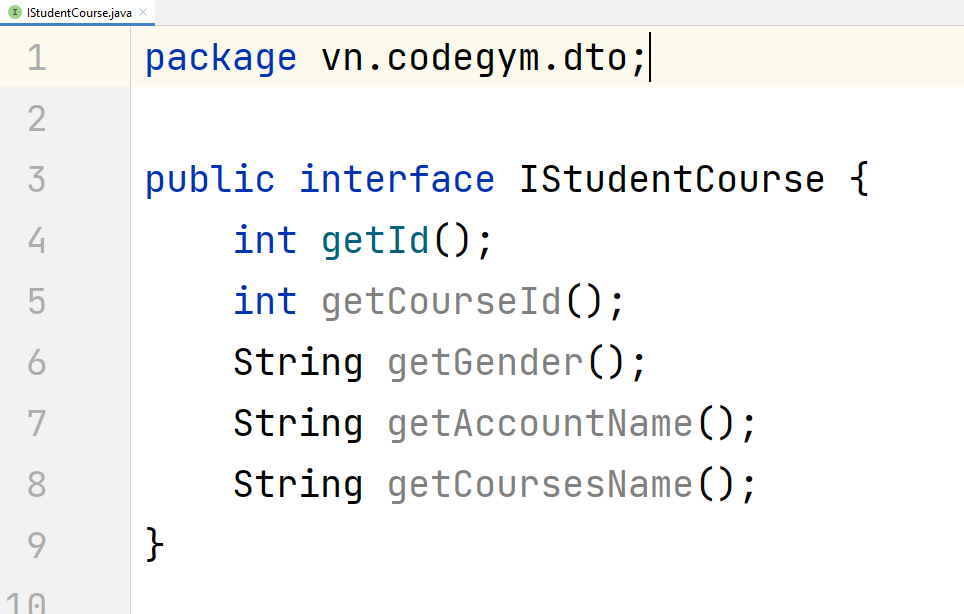 I IStudentCourse.java ×
1 package vn.codegym.dto;
2
3 public interface IStudentCourse {
4     int getId();
5     int getCourseId();
6     String getGender();
7     String getAccountName();
8     String getCoursesName();
9 }
10